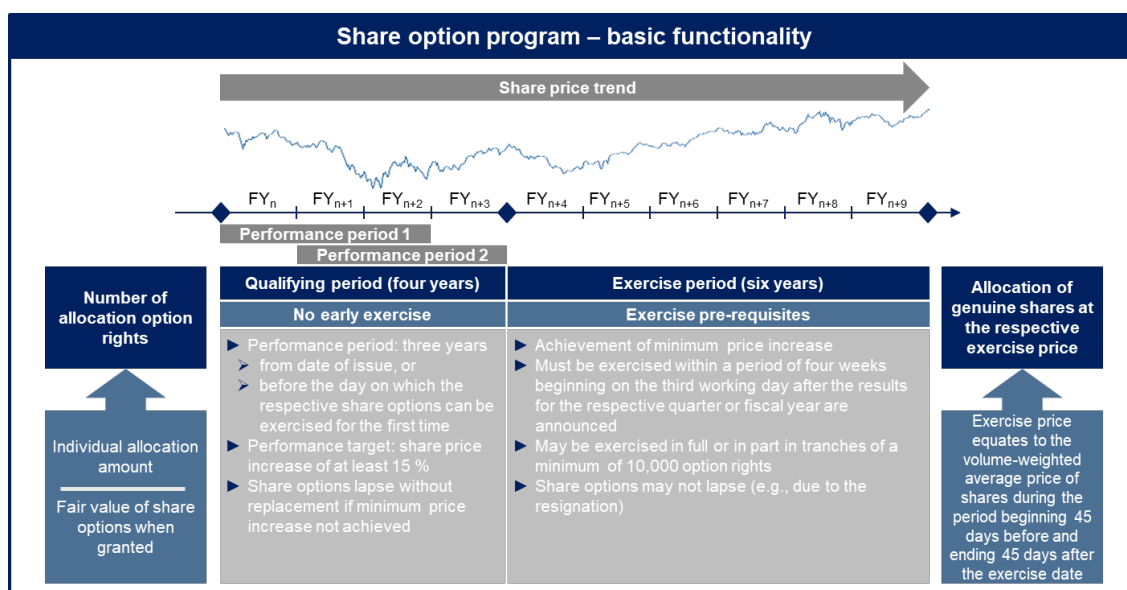 Share option program – basic functionality
Share price trend
FYn FYn+1 FYn+2 FYn+3 FYn+4 FYn+5 FYn+6 FYn+7 FYn+8 FYn+9
Performance period 1
Performance period 2
Number of
allocation option
rights
Individual allocation
amount
Fair value of share
options when
granted
Qualifying period (four years)
No early exercise
► Performance period: three years
➢ from date of issue, or
➢ before the day on which the
respective share options can be
exercised for the first time
► Performance target: share price
increase of at least 15 %
► Share options lapse without
replacement if minimum price
increase not achieved
Exercise period (six years)
Exercise pre-requisites
► Achievement of minimum price increase
► Must be exercised within a period of four weeks
beginning on the third working day after the results
for the respective quarter or fiscal year are
announced
► May be exercised in full or in part in tranches of a
minimum of 10,000 option rights
► Share options may not lapse (e.g., due to the
resignation)
Allocation of
genuine shares at
the respective
exercise price
Exercise price
equates to the
volume-weighted
average price of
shares during the
period beginning 45
days before and
ending 45 days after
the exercise date